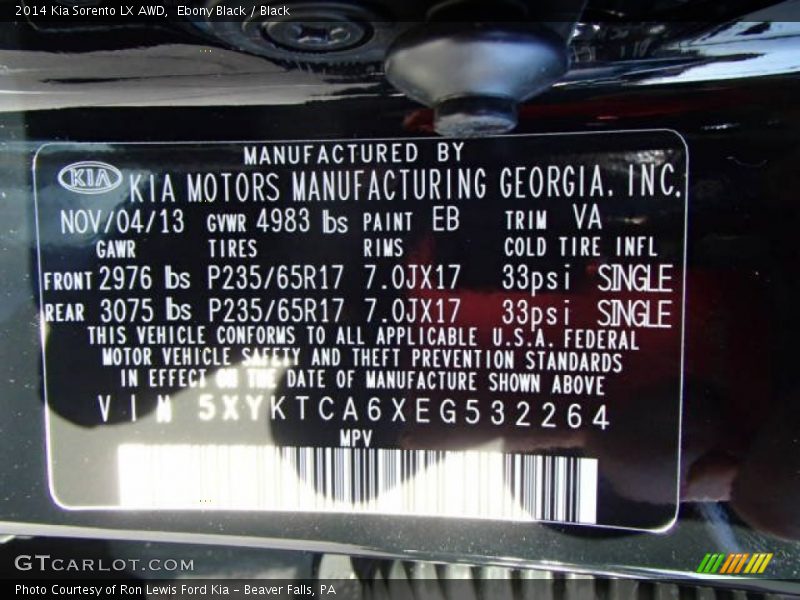 2014 Kia Sorento LX AWD, Ebony Black / Black
MANUFACTURED BY
KIA KIA MOTORS MANUFACTURING GEORGIA, INC.
NOV/04/13 GVWR 4983 lbs PAINT EB TRIM VA
GAWR TIRES RIMS COLD TIRE INFL
FRONT 2976 lbs P235/65R17 7.0JX17 33psi SINGLE
REAR 3075 lbs P235/65R17 7.0JX17 33psi SINGLE
THIS VEHICLE CONFORMS TO ALL APPLICABLE U.S.A. FEDERAL
MOTOR VEHICLE SAFETY AND THEFT PREVENTION STANDARDS
IN EFFECT ON THE DATE OF MANUFACTURE SHOWN ABOVE
VIN 5XYKTCA6XEG532264
MPV
GTCARLOT.COM
Photo Courtesy of Ron Lewis Ford Kia - Beaver Falls, PA